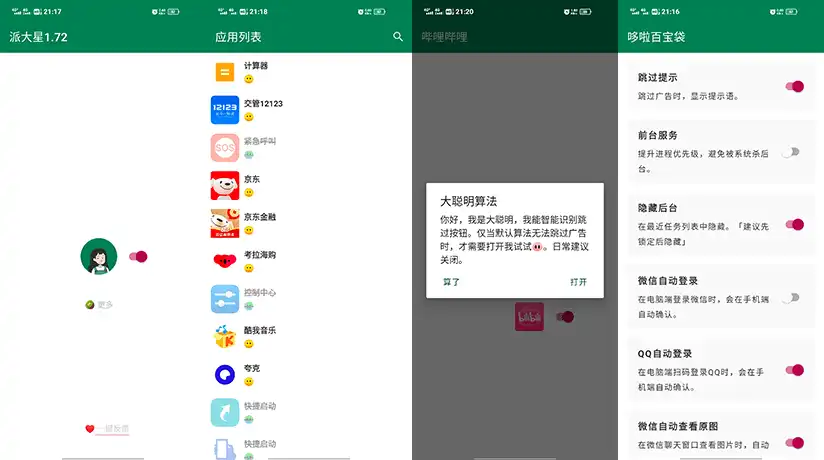 21:17
派大星1.72
更多
一键反馈
21:18
应用列表
计算器
12123
交管12123
SOS
紧急呼叫
京东
京东金融
考拉海购
控制中心
酷我音乐
夸克
快捷启动
快捷启动
21:20
哔哩哔哩
大聪明算法
你好，我是大聪明，我能智能识别跳
过按钮。仅当默认算法无法跳过广告
时，才需要打开我试试🐽。日常建议
关闭。
算了
打开
bilibili
21:16
哆啦百宝袋
跳过提示
跳过广告时，显示提示语。
前台服务
提升进程优先级，避免被系统杀后
台。
隐藏后台
在最近任务列表中隐藏。「建议先
锁定后隐藏」
微信自动登录
在电脑端登录微信时，会在手机端
自动确认。
QQ自动登录
在电脑端扫码登录QQ时，会在手
机端自动确认。
微信自动查看原图
在微信聊天窗口查看图片时，自动